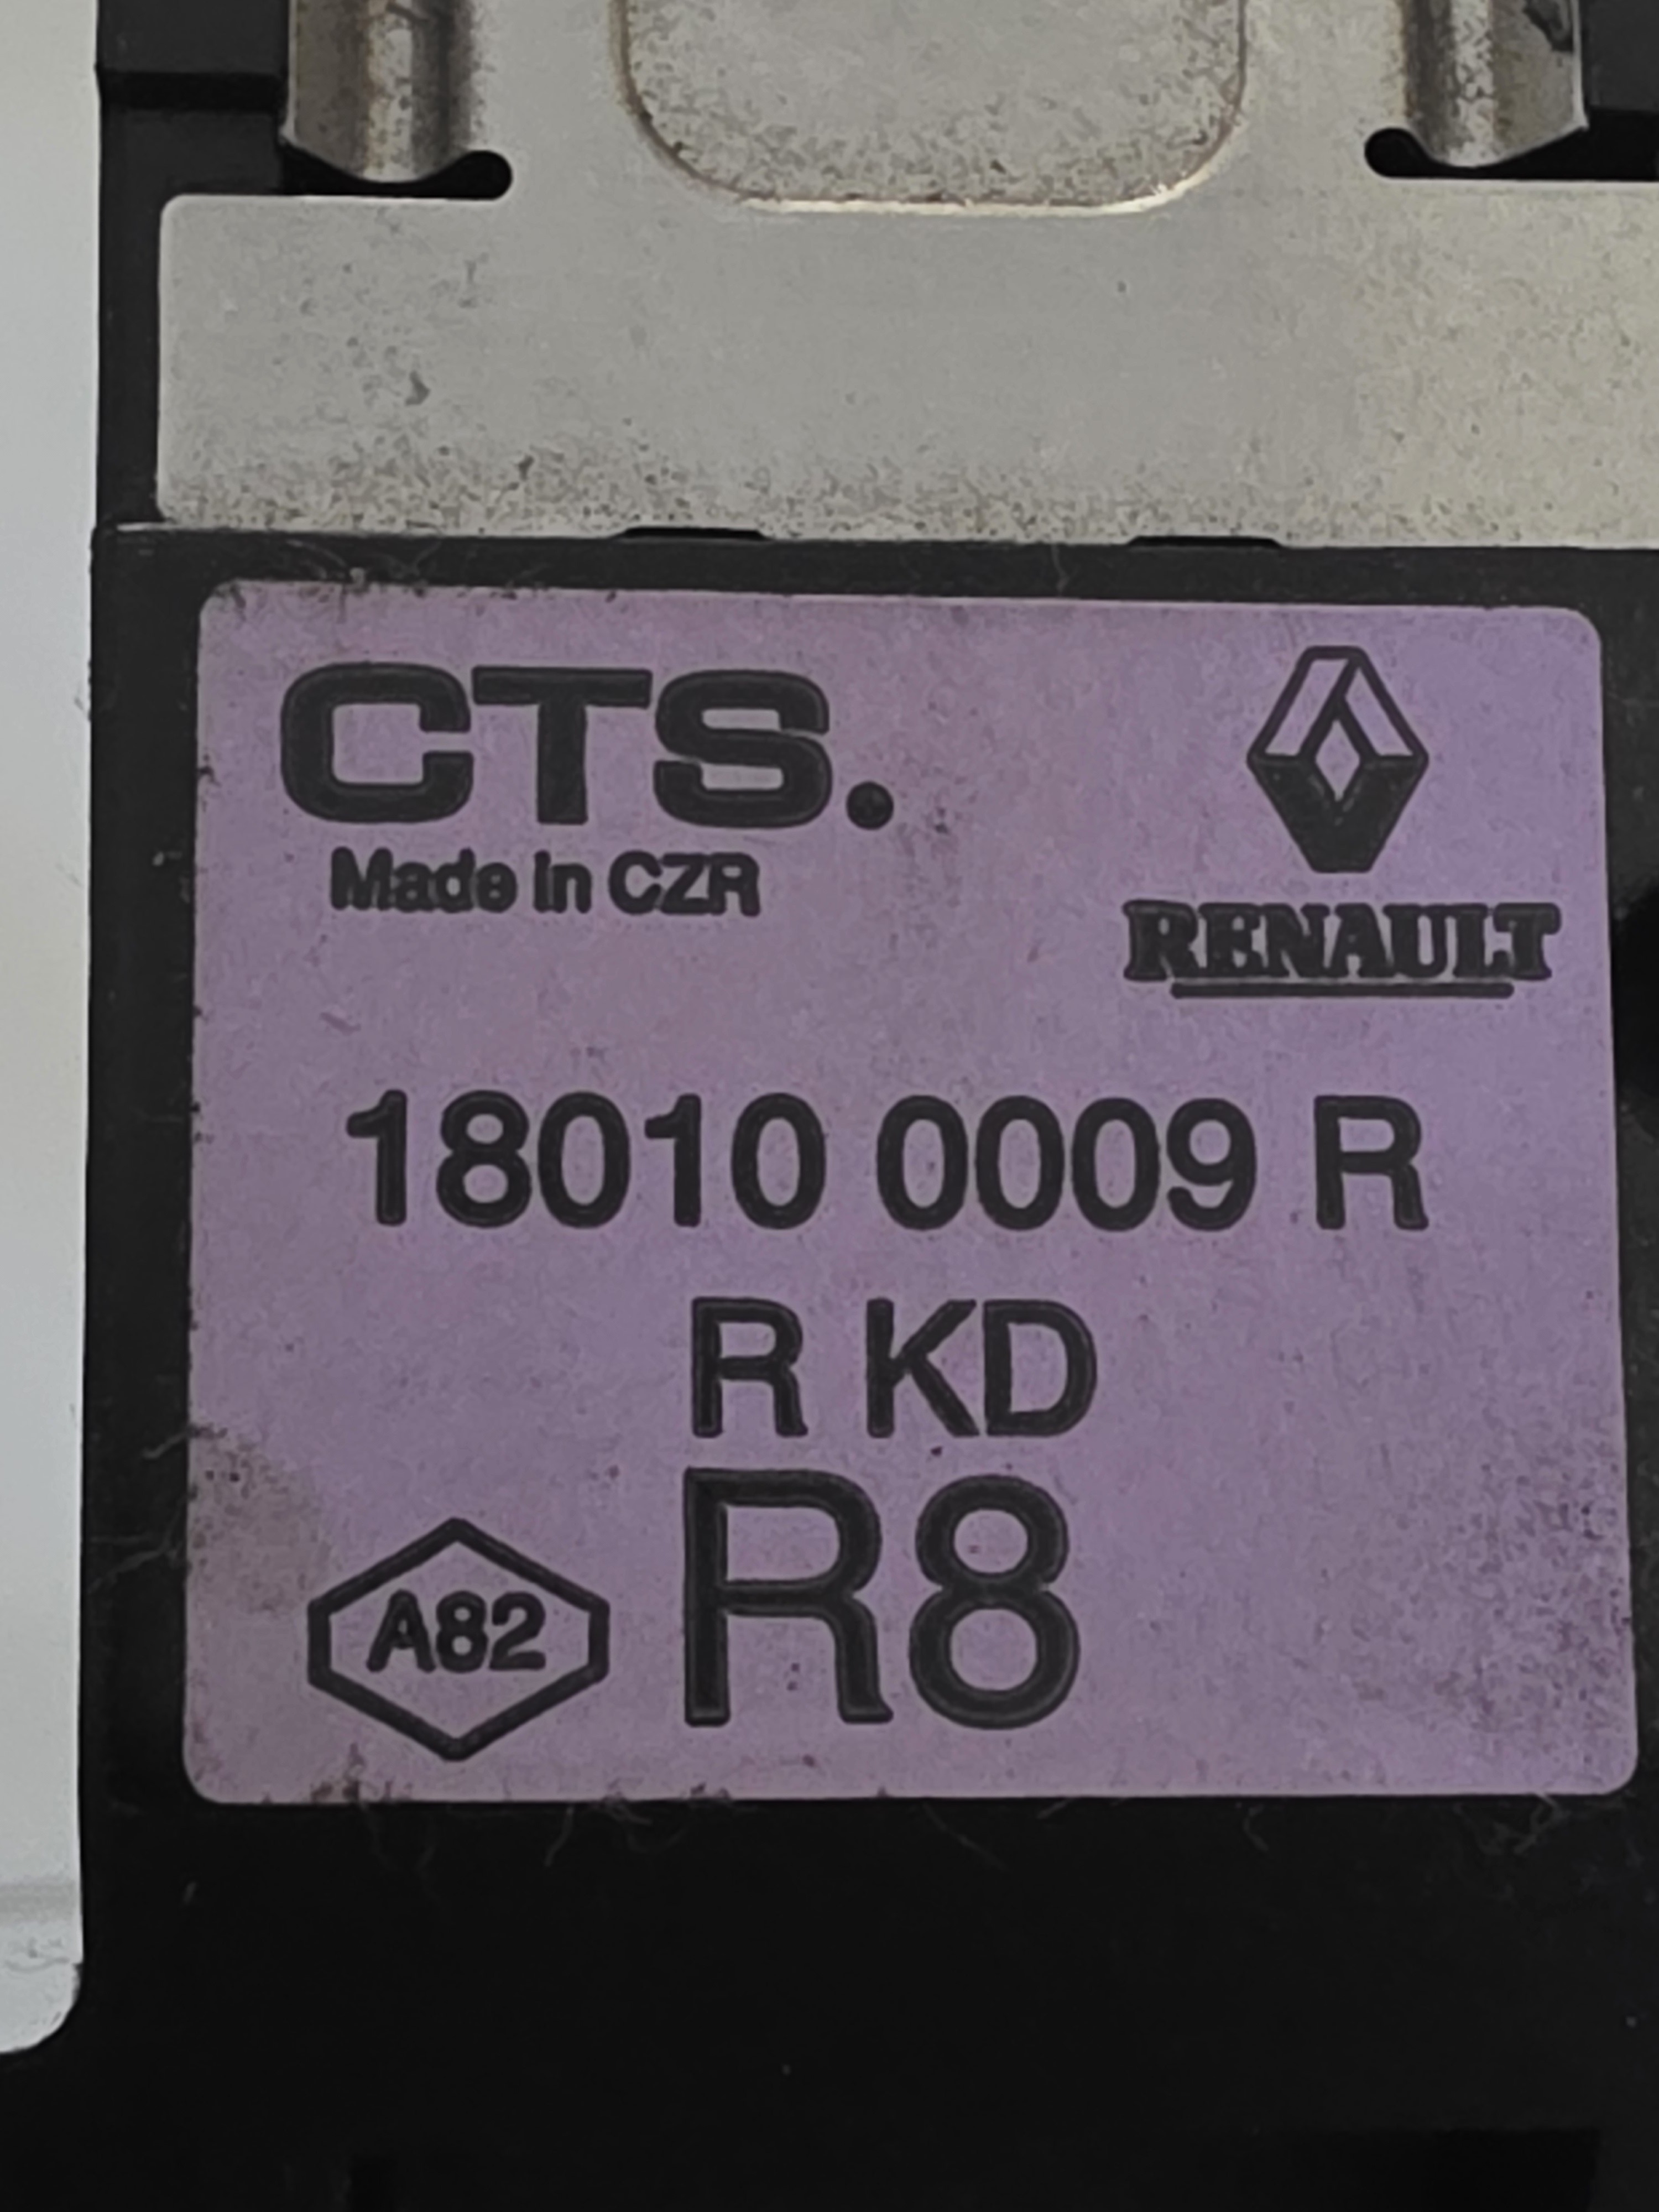 CTS.
Made in CZR
RENAULT
18010 0009 R
R KD
R8
A82